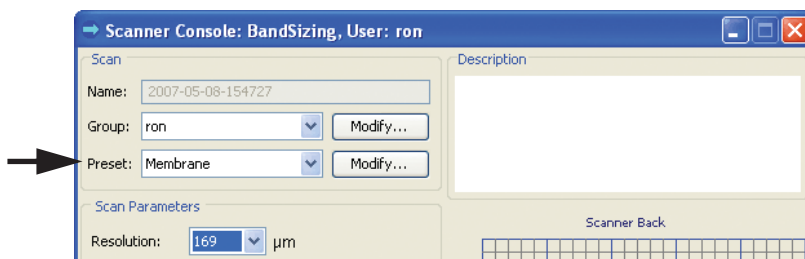 Scanner Console: BandSizing, User: ron
Scan
Name: 2007-05-08-154727
Group: ron Modify...
Preset: Membrane Modify...
Description
Scan Parameters
Resolution: 169 µm
Scanner Back